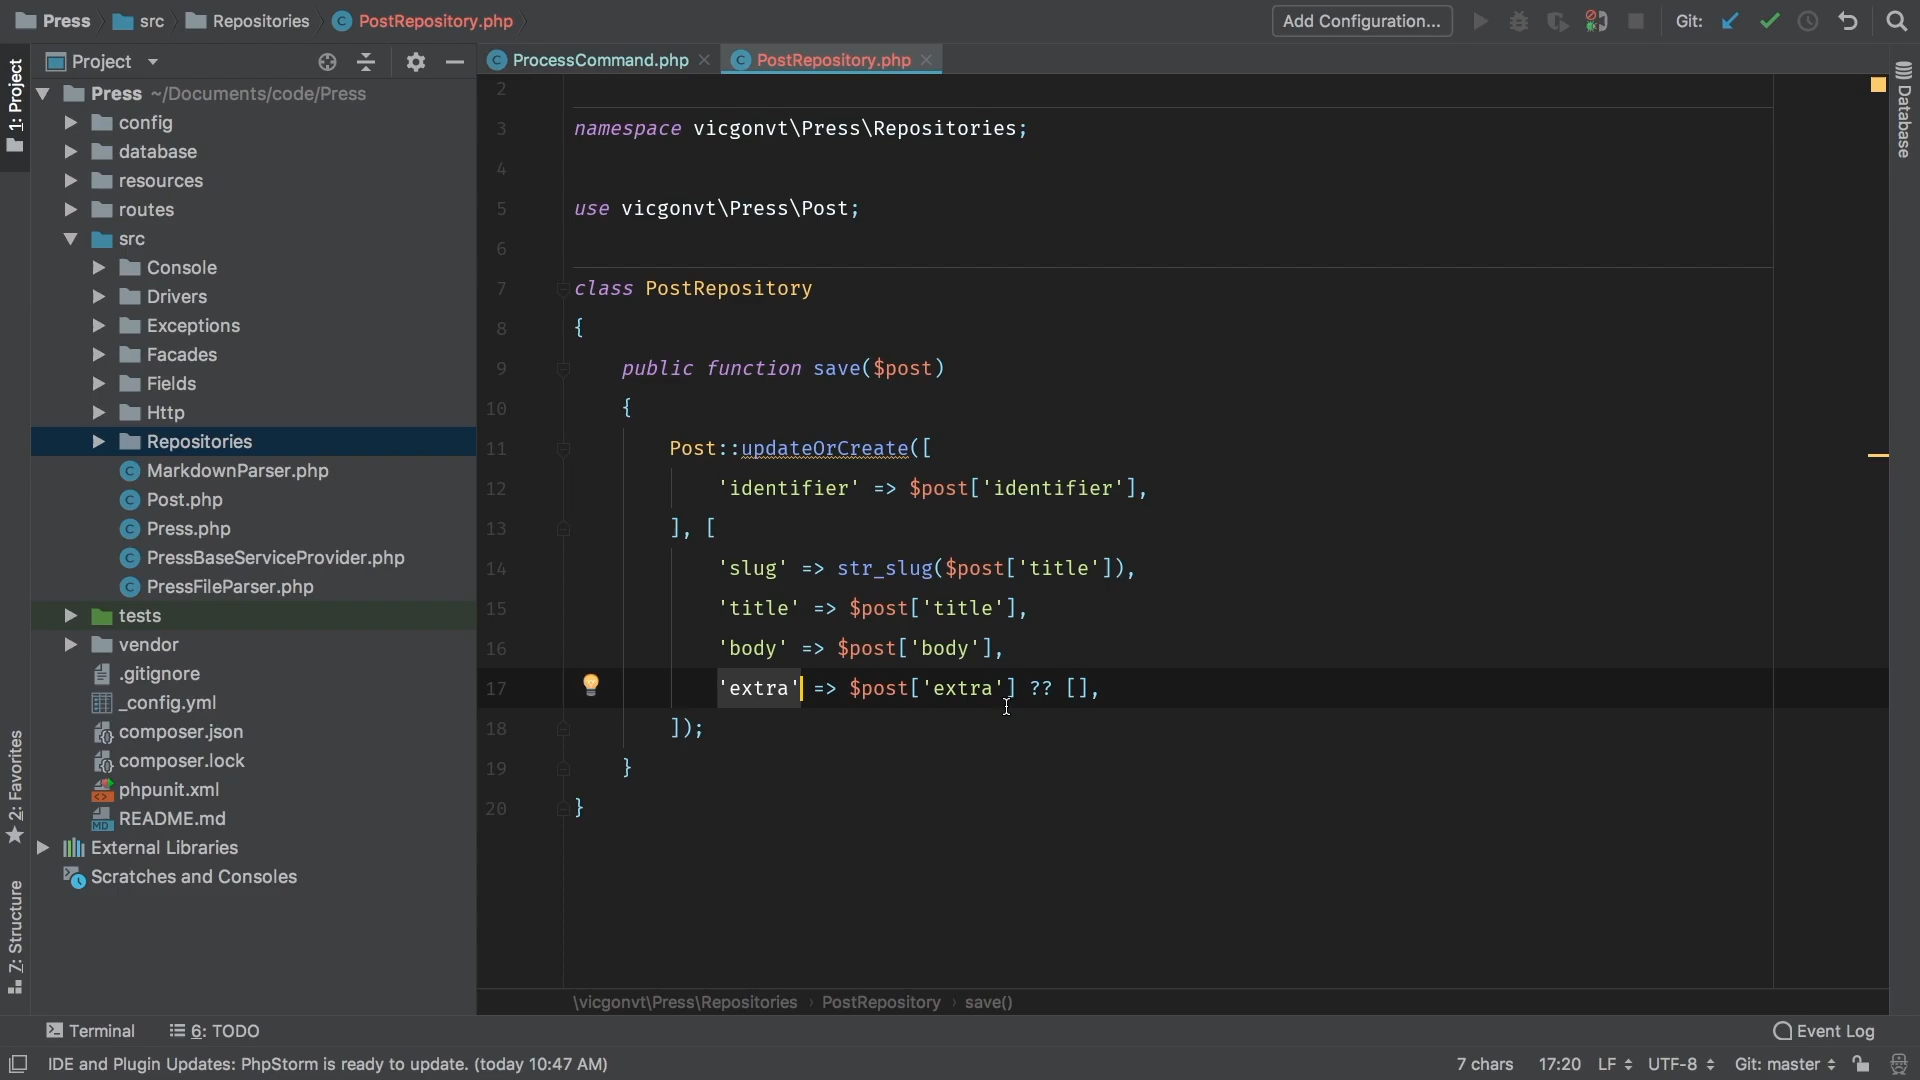 Press src Repositories PostRepository.php
Add Configuration...
Git:
1: Project
Project
ProcessCommand.php
PostRepository.php
Press ~/Documents/code/Press
config
database
resources
routes
src
Console
Drivers
Exceptions
Facades
Fields
Http
Repositories
MarkdownParser.php
Post.php
Press.php
PressBaseServiceProvider.php
PressFileParser.php
tests
vendor
.gitignore
_config.yml
composer.json
composer.lock
phpunit.xml
README.md
External Libraries
Scratches and Consoles
2: Favorites
Z: Structure
2
3 namespace vicgonvt\Press\Repositories;
4
5 use vicgonvt\Press\Post;
6
7 class PostRepository
8 {
9 public function save($post)
10 {
11 Post::updateOrCreate([
12 'identifier' => $post['identifier'],
13 ], [
14 'slug' => str_slug($post['title']),
15 'title' => $post['title'],
16 'body' => $post['body'],
17 'extra' => $post['extra'] ?? [],
18 ]);
19 }
20 }
Database
\vicgonvt\Press\Repositories › PostRepository › save()
Terminal
6: TODO
Event Log
IDE and Plugin Updates: PhpStorm is ready to update. (today 10:47 AM)
7 chars 17:20 LF UTF-8 Git: master